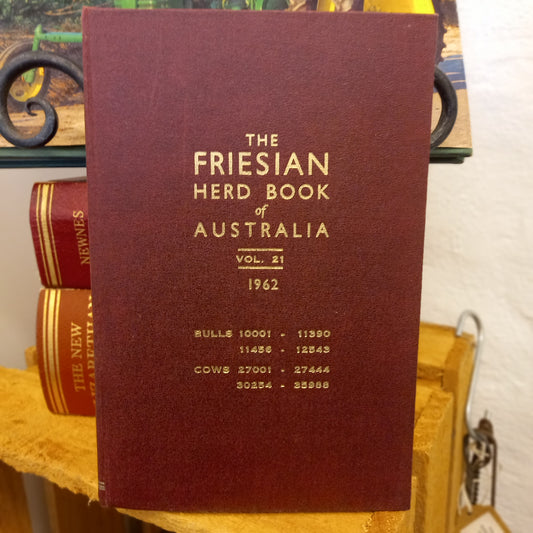 THE
FRIESIAN
HERD BOOK
of
AUSTRALIA
VOL. 21
1962
BULLS 10001 - 11390
11456 - 12543
COWS 27001 - 27444
30254 - 35988
NEWNES
THE NEW